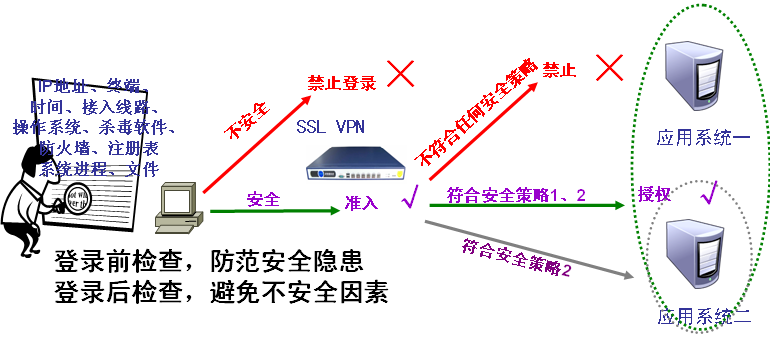 IP地址、终端、
时间、接入线路、
操作系统、杀毒软件、
防火墙、注册表
系统进程、文件
不安全
禁止登录
SSL VPN
安全
准入
不符合任何安全策略
禁止
符合安全策略1、2
授权
符合安全策略2
应用系统一
应用系统二
登录前检查，防范安全隐患
登录后检查，避免不安全因素